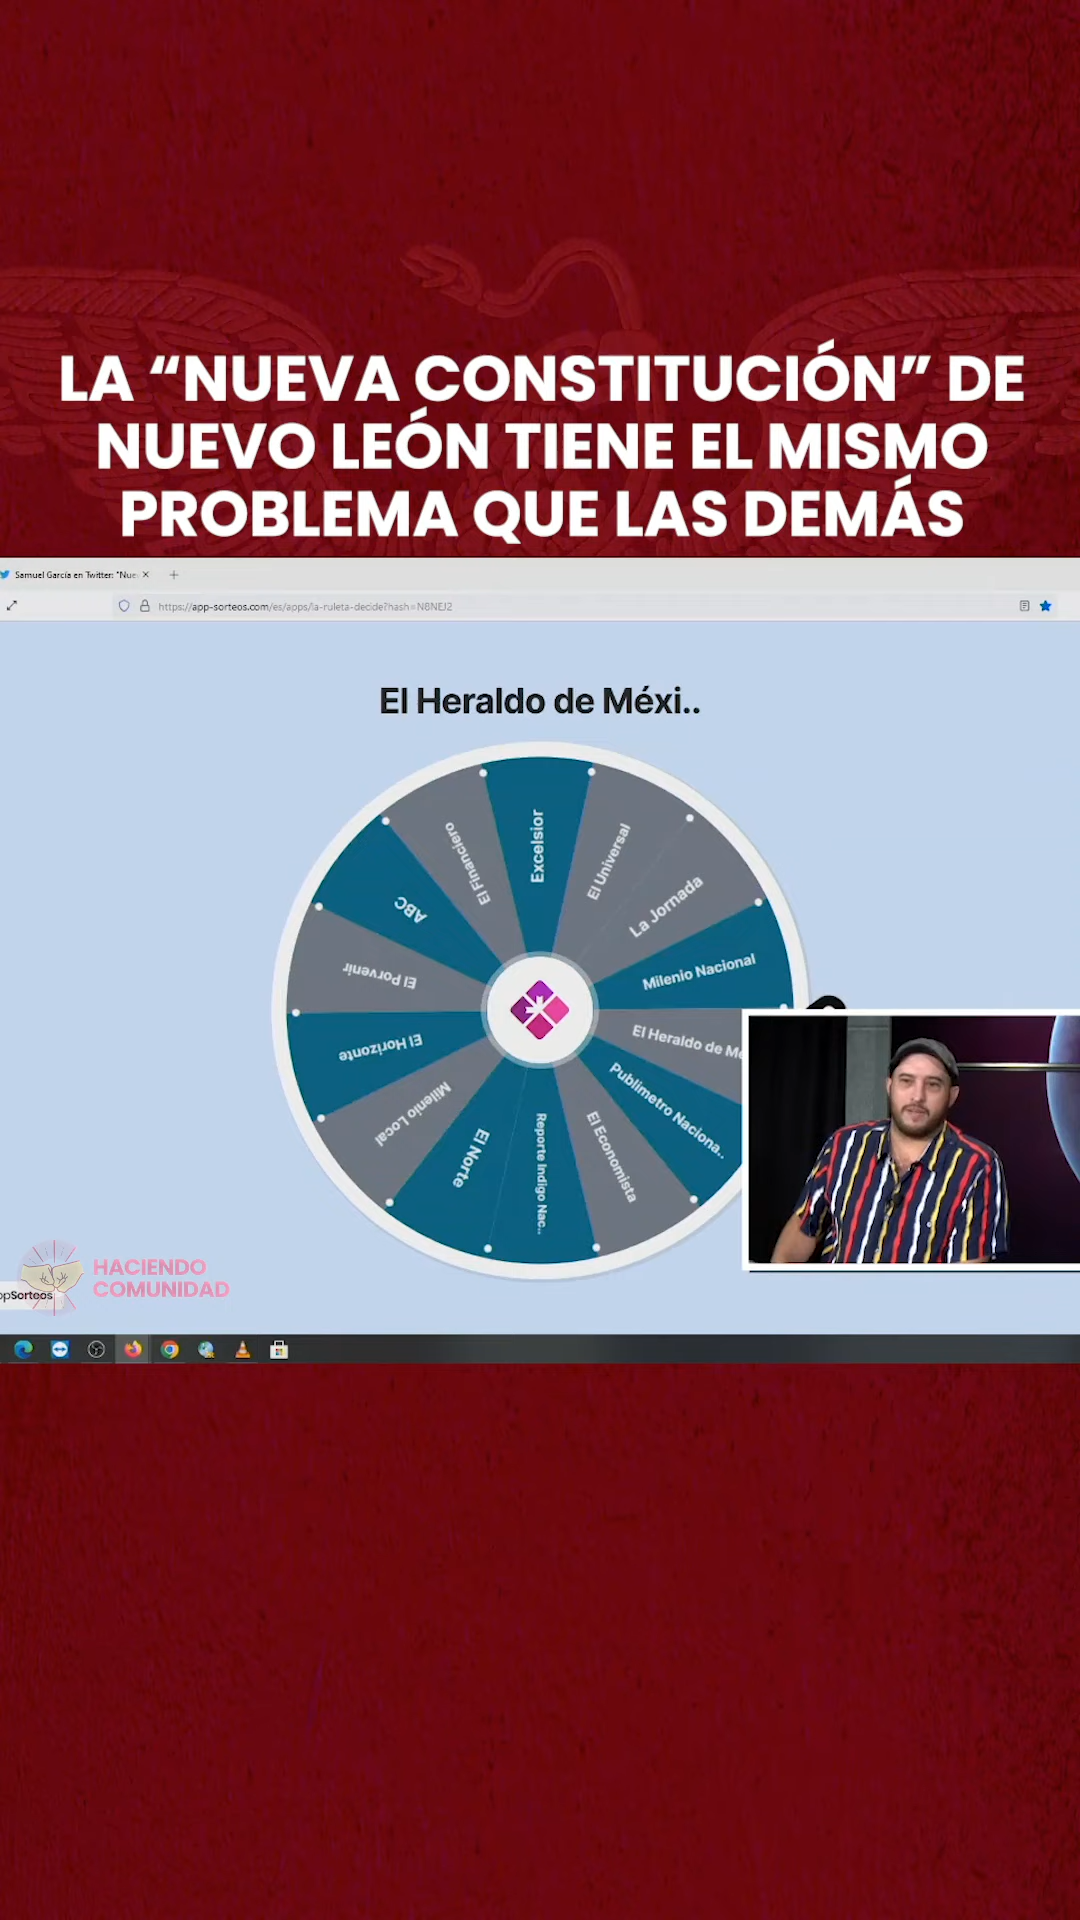 LA “NUEVA CONSTITUCIÓN” DE
NUEVO LEÓN TIENE EL MISMO
PROBLEMA QUE LAS DEMÁS
Samuel García en Twitter: "Nue
https://app-sorteos.com/es/apps/la-ruleta-decide?hash=N8NEJ2
El Heraldo de Méxi..
Excelsior
El Universal
La Jornada
Milenio Nacional
El Heraldo de Mé
Publimetro Naciona..
El Economista
Reporte Indigo Nac..
El Norte
Milenio Local
El Horizonte
El Porvenir
ABC
El Financiero
HACIENDO
COMUNIDAD
ppSorteos